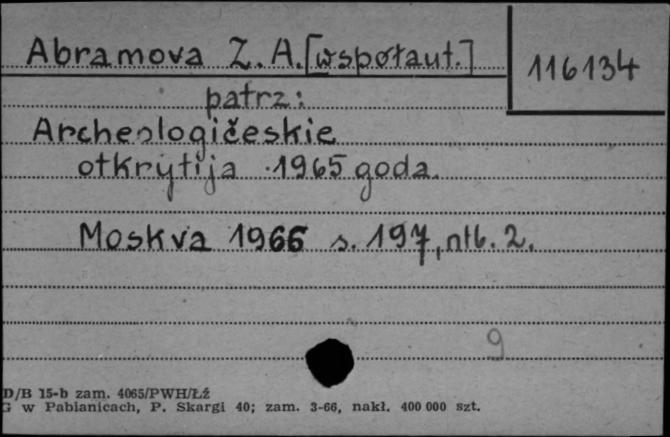 Abramova Z. A. [współaut.]
116134
patrz:
Archeologičeskie
otkrytija 1965 goda.
Moskva 1966 s. 197, nlb. 2.
9
D/B 15-b zam. 4065/PWH/Łź
G w Pabianicach, P. Skargi 40; zam. 3-66, nakł. 400 000 szt.